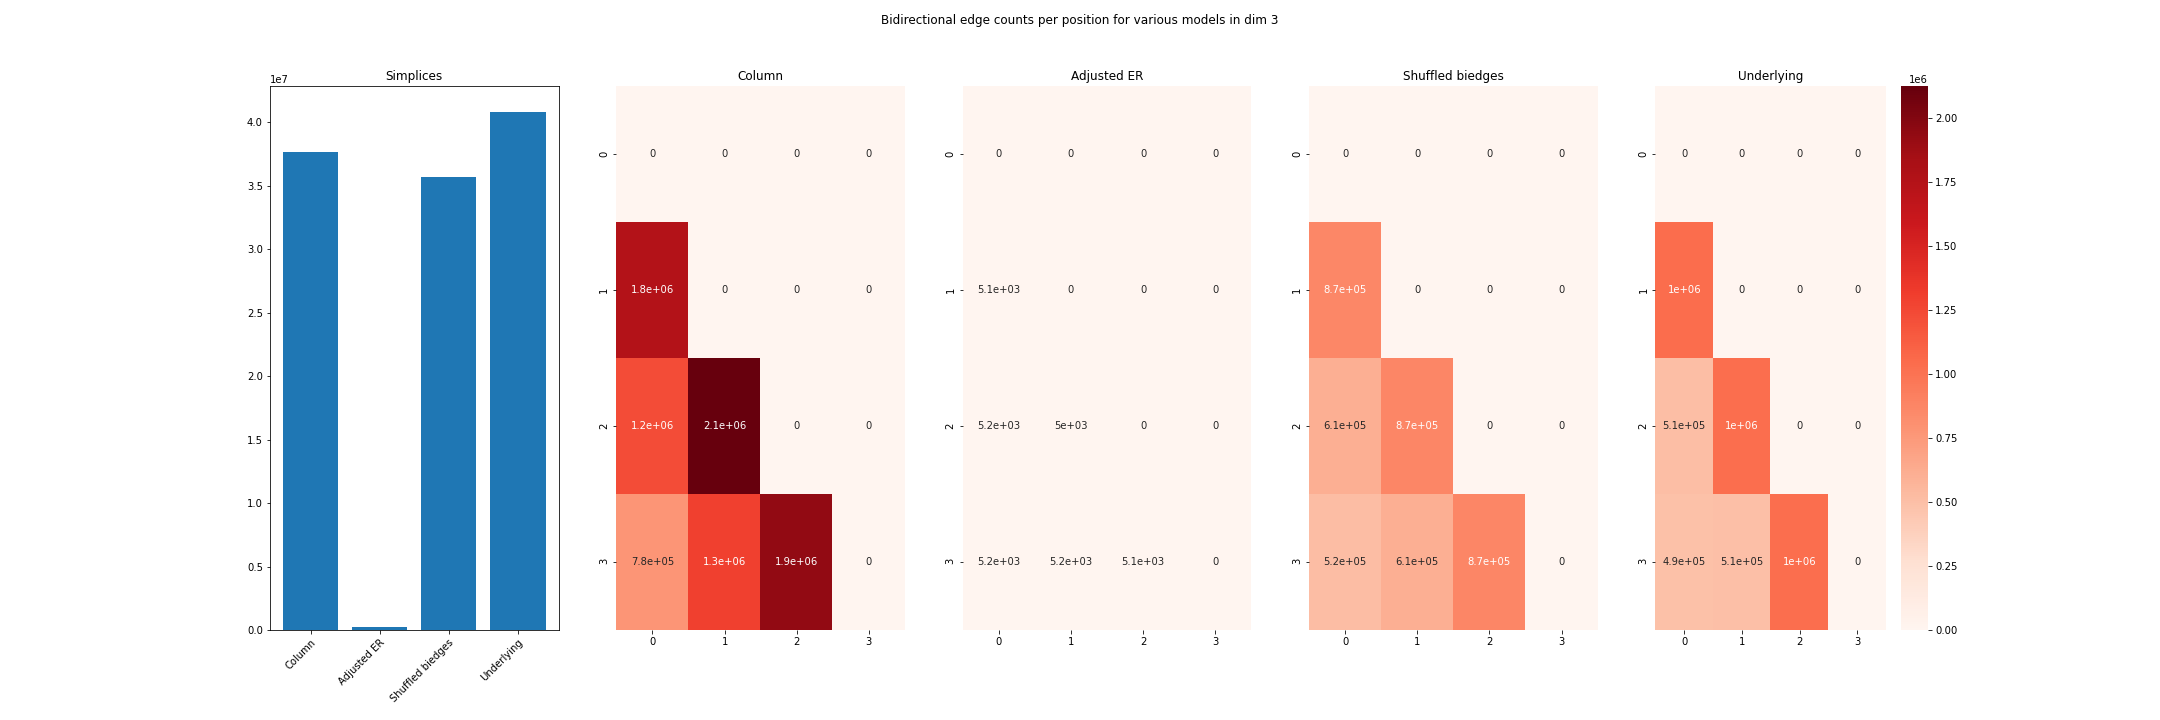 Bidirectional edge counts per position for various models in dim 3
Simplices
1e7
4.0
3.5
3.0
2.5
2.0
1.5
1.0
0.5
0.0
Column
Adjusted ER
Shuffled biedges
Underlying
Column
0 0 0 0 0
1 1.8e+06 0 0 0
2 1.2e+06 2.1e+06 0 0
3 7.8e+05 1.3e+06 1.9e+06 0
0 1 2 3
Adjusted ER
0 0 0 0 0
1 5.1e+03 0 0 0
2 5.2e+03 5e+03 0 0
3 5.2e+03 5.2e+03 5.1e+03 0
0 1 2 3
Shuffled biedges
0 0 0 0 0
1 8.7e+05 0 0 0
2 6.1e+05 8.7e+05 0 0
3 5.2e+05 6.1e+05 8.7e+05 0
0 1 2 3
Underlying
0 0 0 0 0
1 1e+06 0 0 0
2 5.1e+05 1e+06 0 0
3 4.9e+05 5.1e+05 1e+06 0
0 1 2 3
1e6
2.00
1.75
1.50
1.25
1.00
0.75
0.50
0.25
0.00